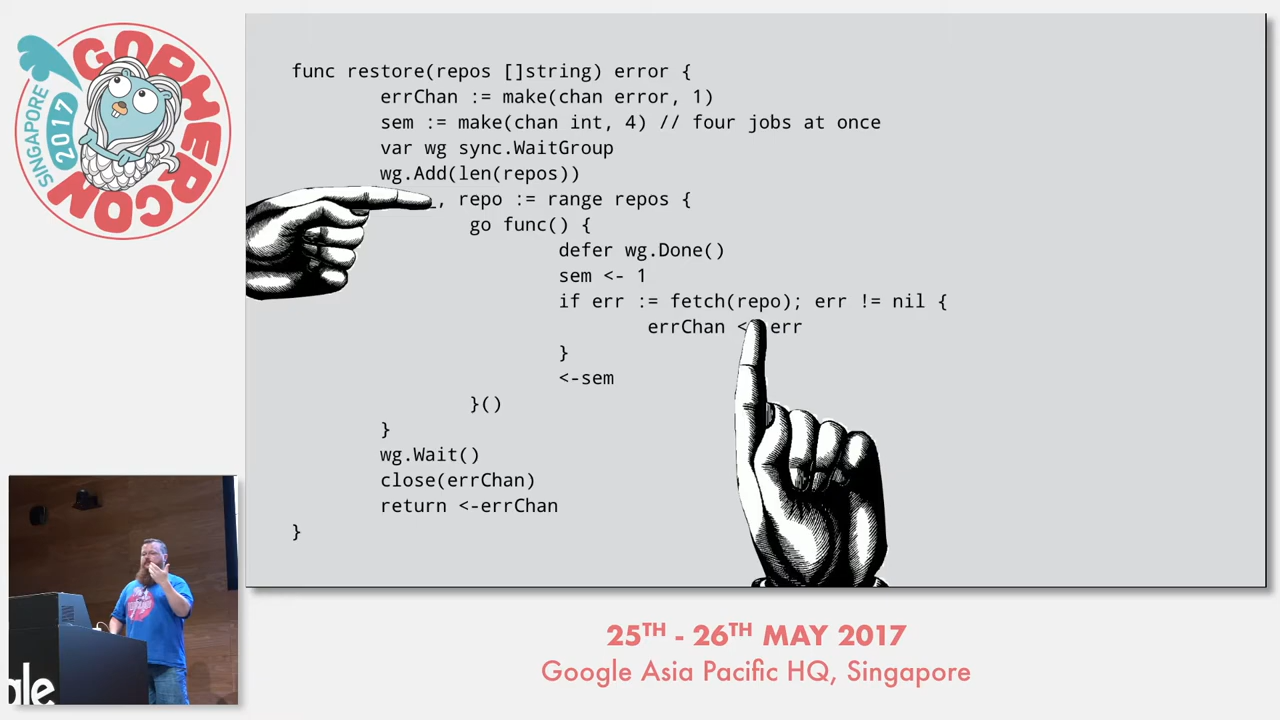 GOPHERCON
SINGAPORE
2017
func restore(repos []string) error {
errChan := make(chan error, 1)
sem := make(chan int, 4) // four jobs at once
var wg sync.WaitGroup
wg.Add(len(repos))
_, repo := range repos {
go func() {
defer wg.Done()
sem <- 1
if err := fetch(repo); err != nil {
errChan < err
}
<-sem
}()
}
wg.Wait()
close(errChan)
return <-errChan
}
25TH - 26TH MAY 2017
Google Asia Pacific HQ, Singapore